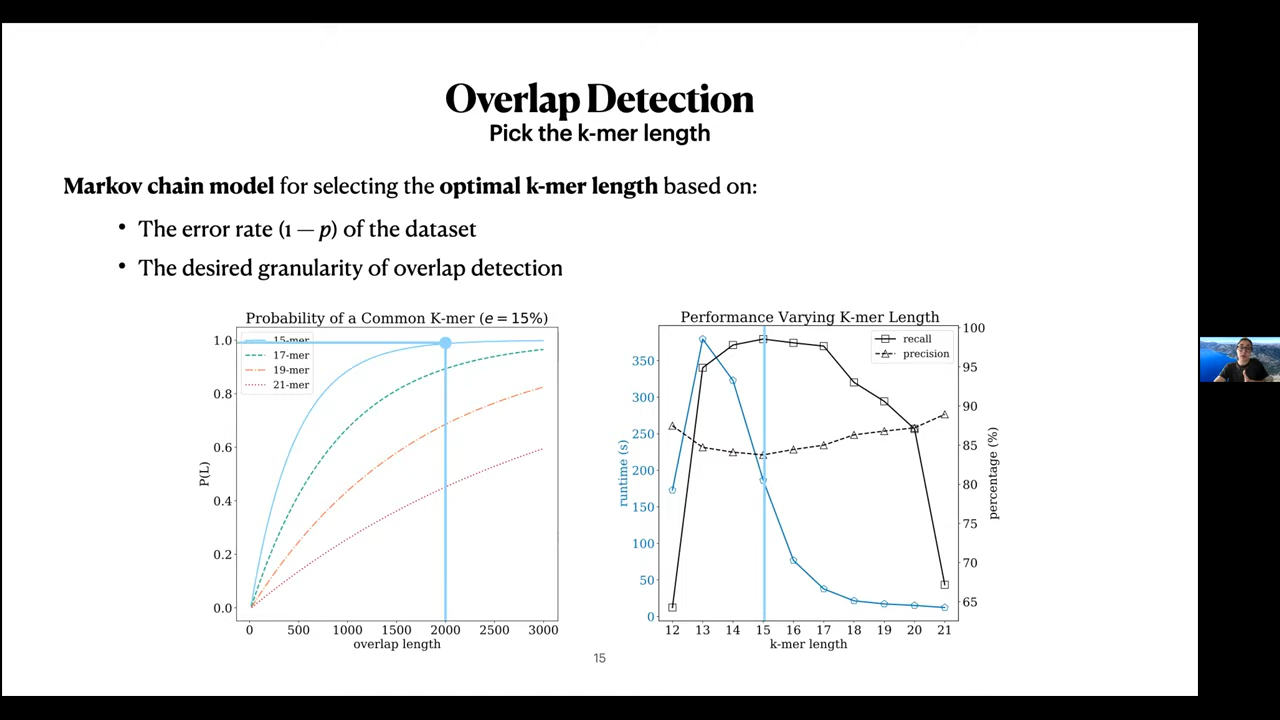 Overlap Detection
Pick the k-mer length
Markov chain model for selecting the optimal k-mer length based on:
• The error rate (1 — p) of the dataset
• The desired granularity of overlap detection
Probability of a Common K-mer (e = 15%)
1.0
0.8
0.6
0.4
0.2
0.0
P(L)
15-mer
17-mer
19-mer
21-mer
0 500 1000 1500 2000 2500 3000
overlap length
Performance Varying K-mer Length
350
300
250
200
150
100
50
0
runtime (s)
recall
precision
100
95
90
85
80
75
70
65
percentage (%)
12 13 14 15 16 17 18 19 20 21
k-mer length
15